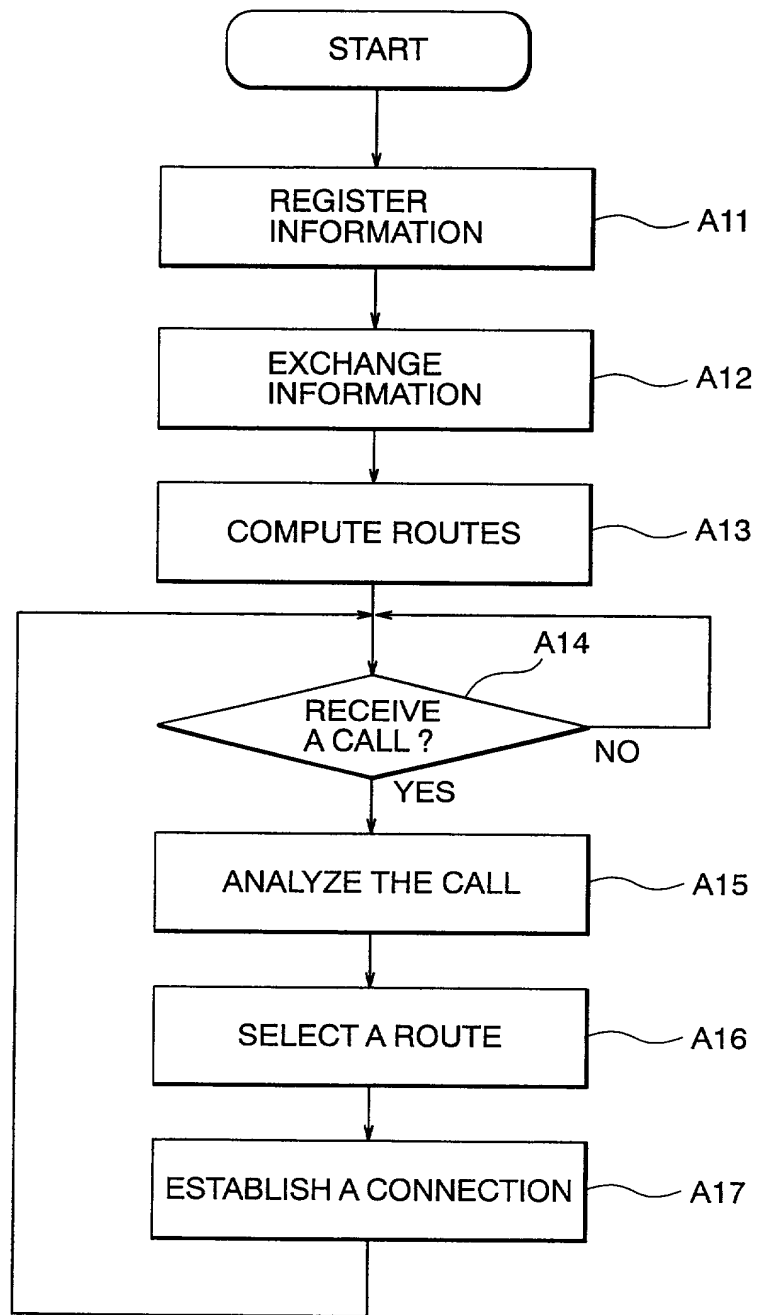 START
REGISTER
INFORMATION
A11
EXCHANGE
INFORMATION
A12
COMPUTE ROUTES
A13
A14
RECEIVE
A CALL ?
NO
YES
ANALYZE THE CALL
A15
SELECT A ROUTE
A16
ESTABLISH A CONNECTION
A17